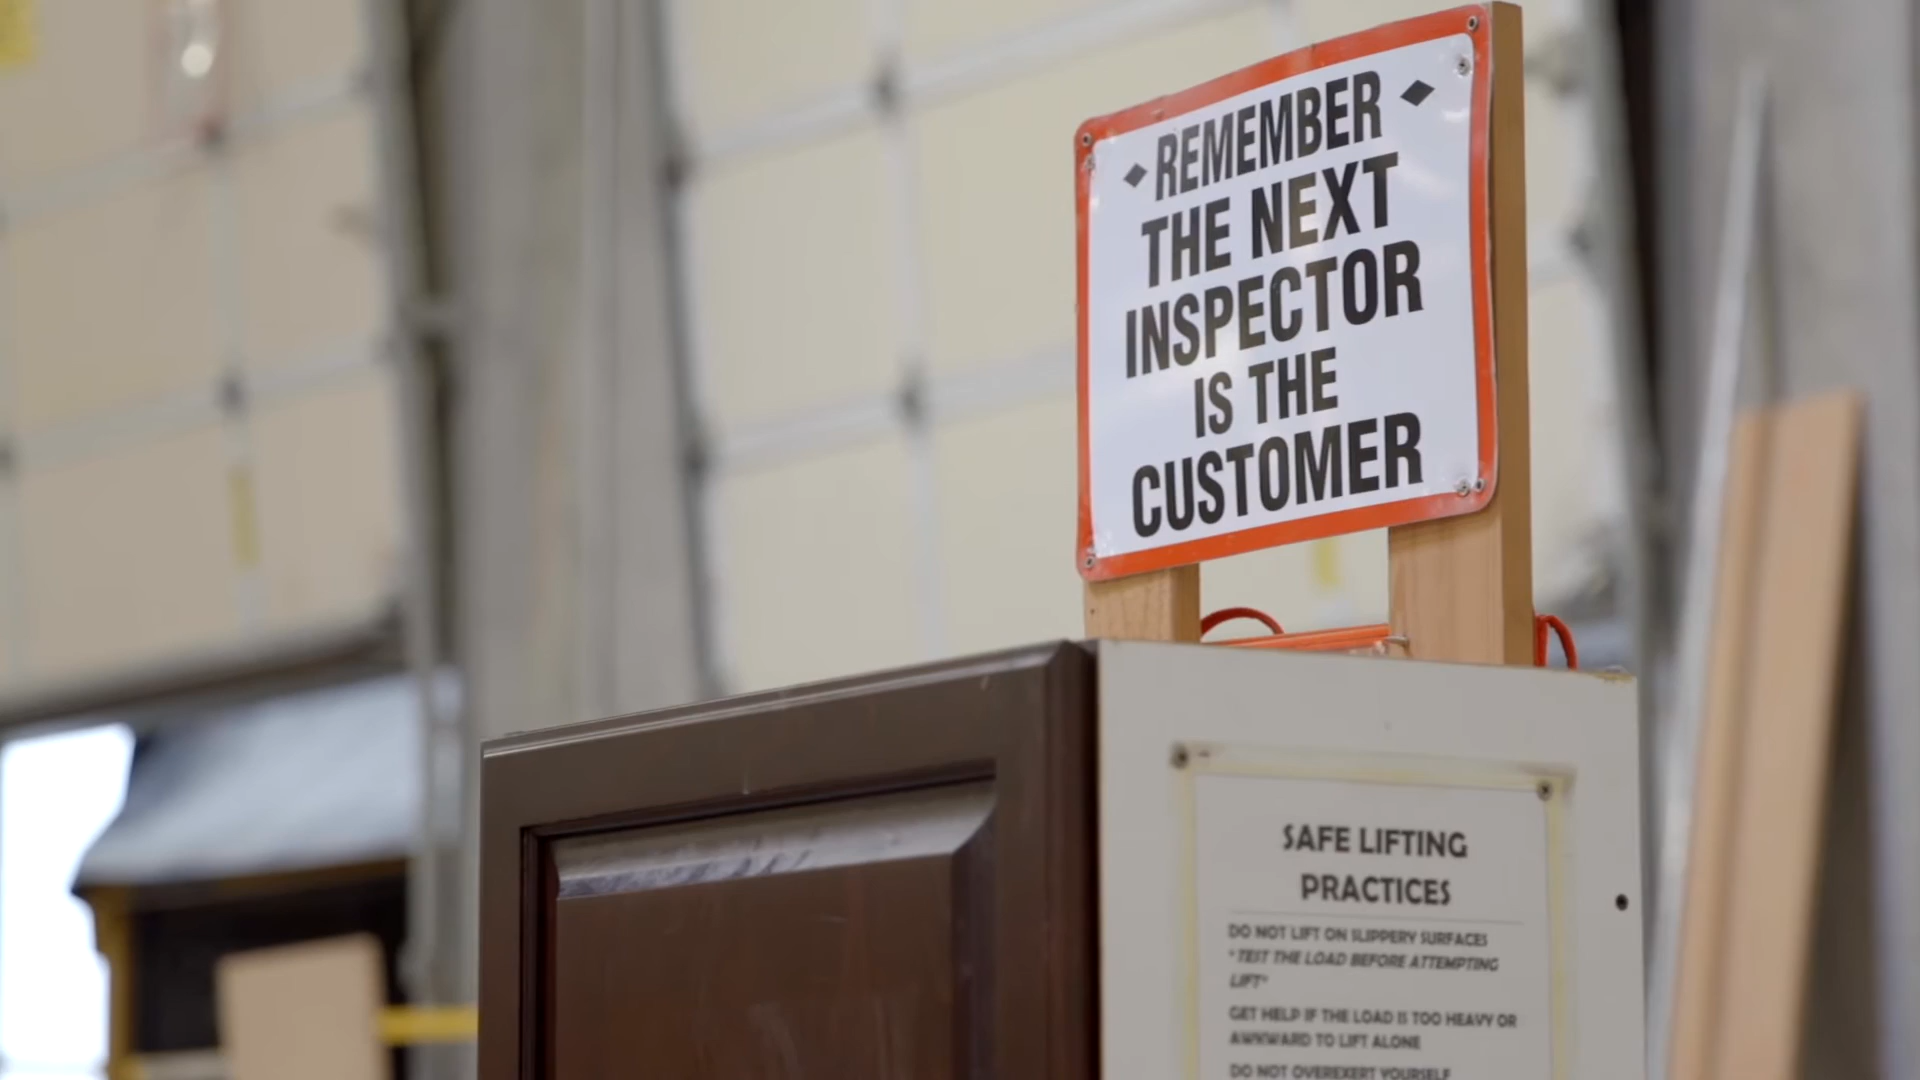 REMEMBER
THE NEXT
INSPECTOR
IS THE
CUSTOMER
SAFE LIFTING
PRACTICES
DO NOT LIFT ON SLIPPERY SURFACES
*TEST THE LOAD BEFORE ATTEMPTING
LIFT*
GET HELP IF THE LOAD IS TOO HEAVY OR
AWKWARD TO LIFT ALONE
DO NOT OVEREXERT YOURSELF